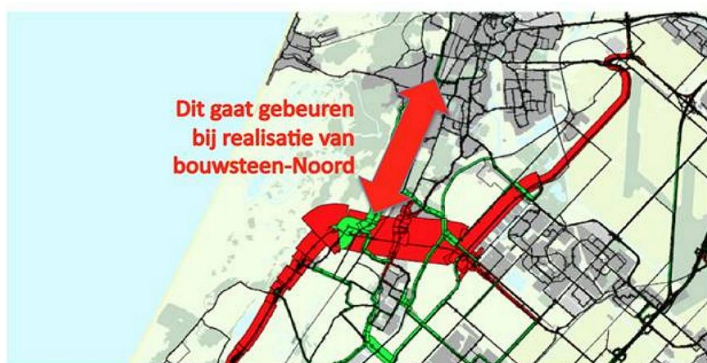 Dit gaat gebeuren
bij realisatie van
bouwsteen-Noord